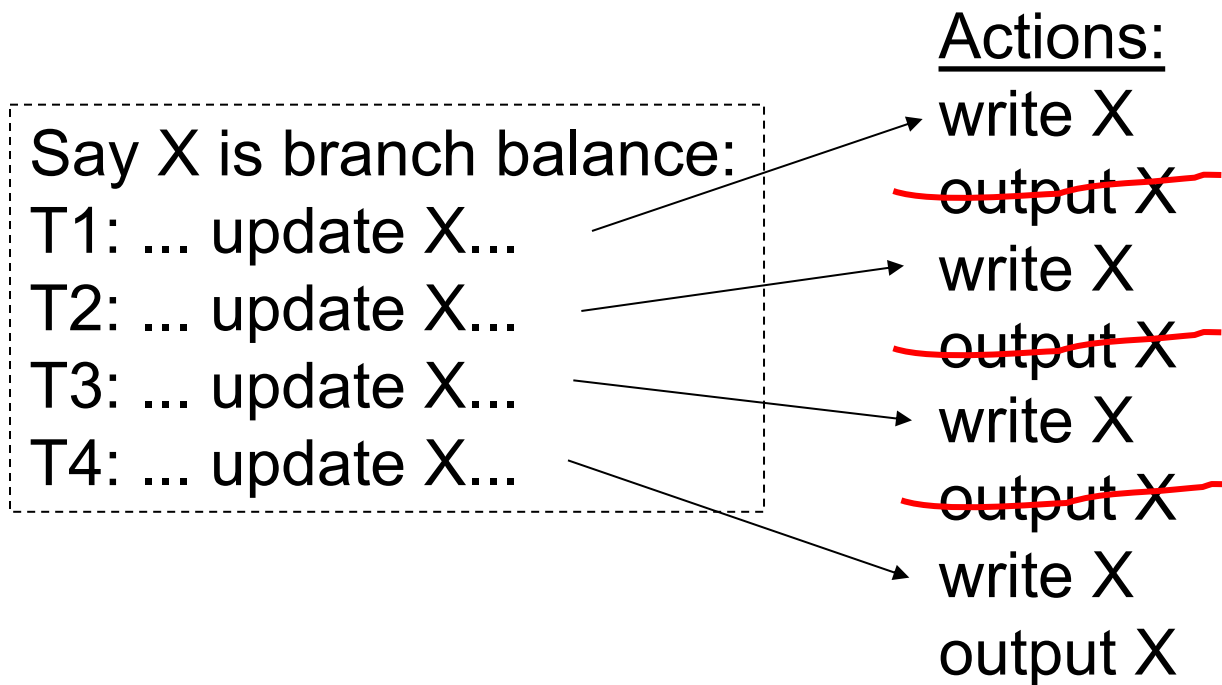 Say X is branch balance:
T1: ... update X...
T2: ... update X...
T3: ... update X...
T4: ... update X...
Actions:
write X
output X
write X
output X
write X
output X
write X
output X